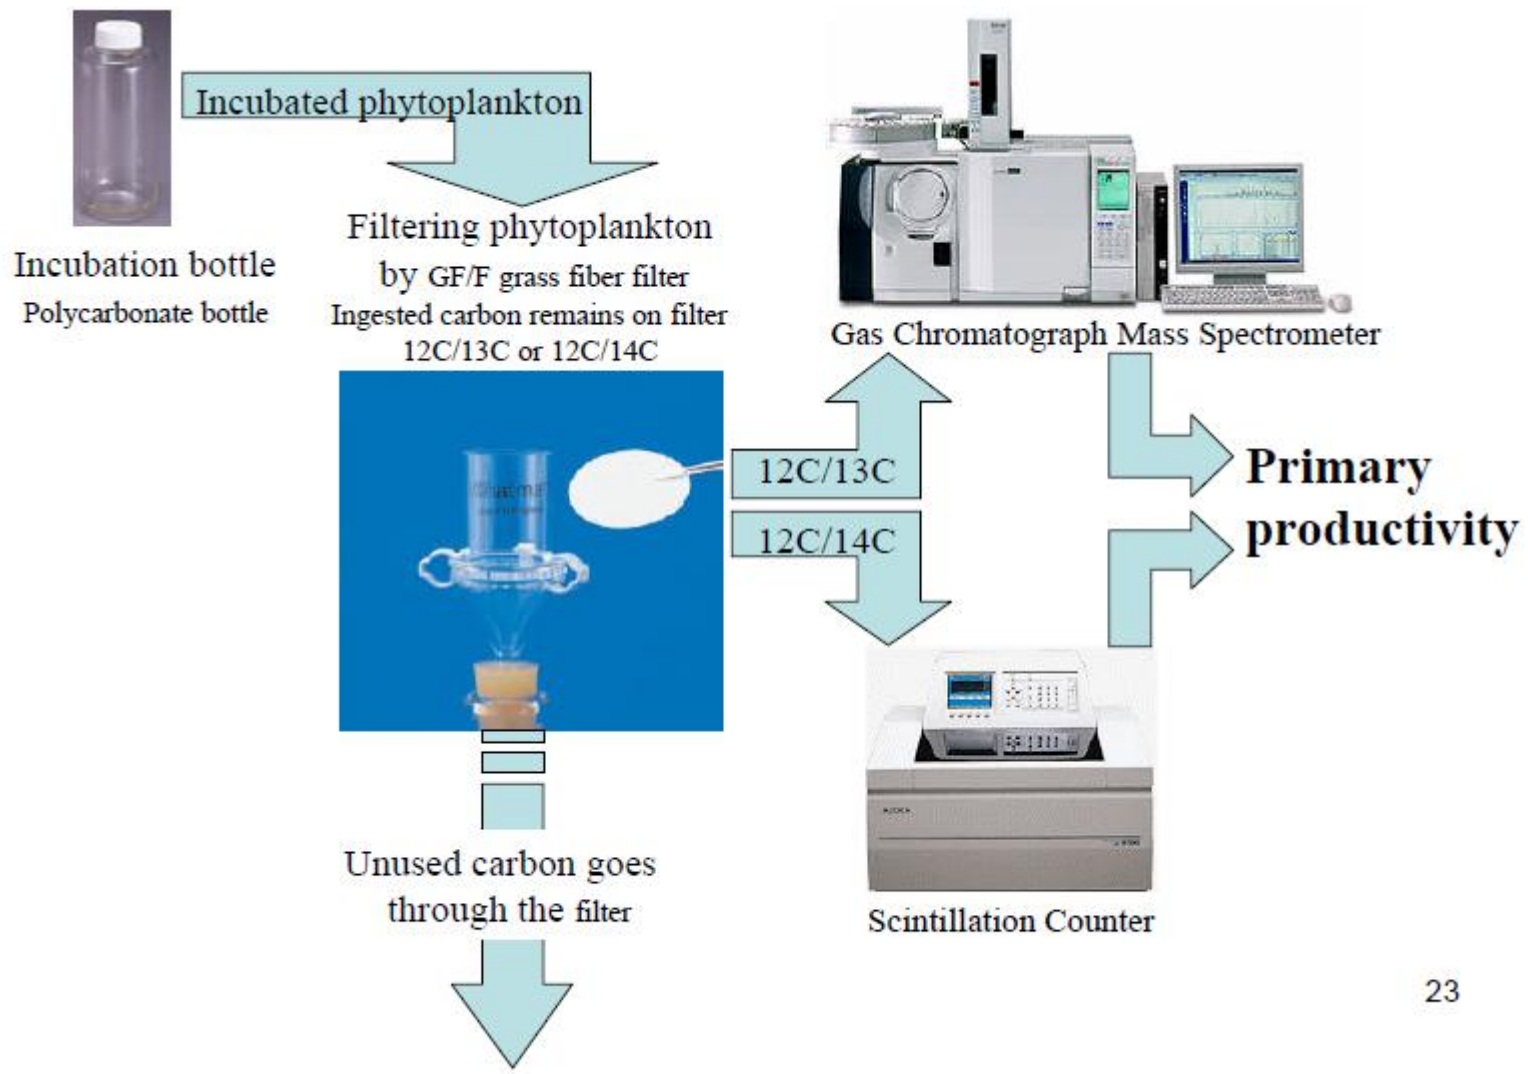 Incubated phytoplankton
Incubation bottle
Polycarbonate bottle
Filtering phytoplankton
by GF/F grass fiber filter
Ingested carbon remains on filter
12C/13C or 12C/14C
Gas Chromatograph Mass Spectrometer
12C/13C
12C/14C
Primary
productivity
Unused carbon goes
through the filter
Scintillation Counter
23